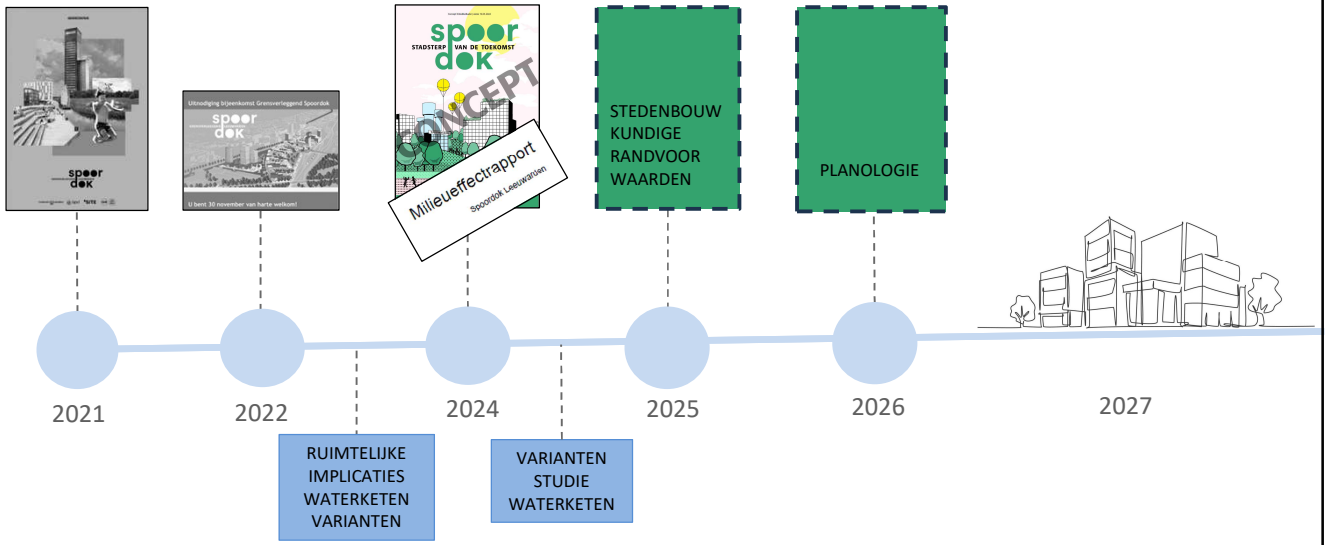 spoor
dok
Uitnodiging bijeenkomst Grensverleggend Spoordok
spoor
dok
U bent 30 november van harte welkom!
spoor
STADSTERP VAN DE TOEKOMST
dok
CONCEPT
Milieueffectrapport
Spoordok Leeuwarden
STEDENBOUW
KUNDIGE
RANDVOOR
WAARDEN
PLANOLOGIE
2021
2022
2024
2025
2026
2027
RUIMTELIJKE
IMPLICATIES
WATERKETEN
VARIANTEN
VARIANTEN
STUDIE
WATERKETEN